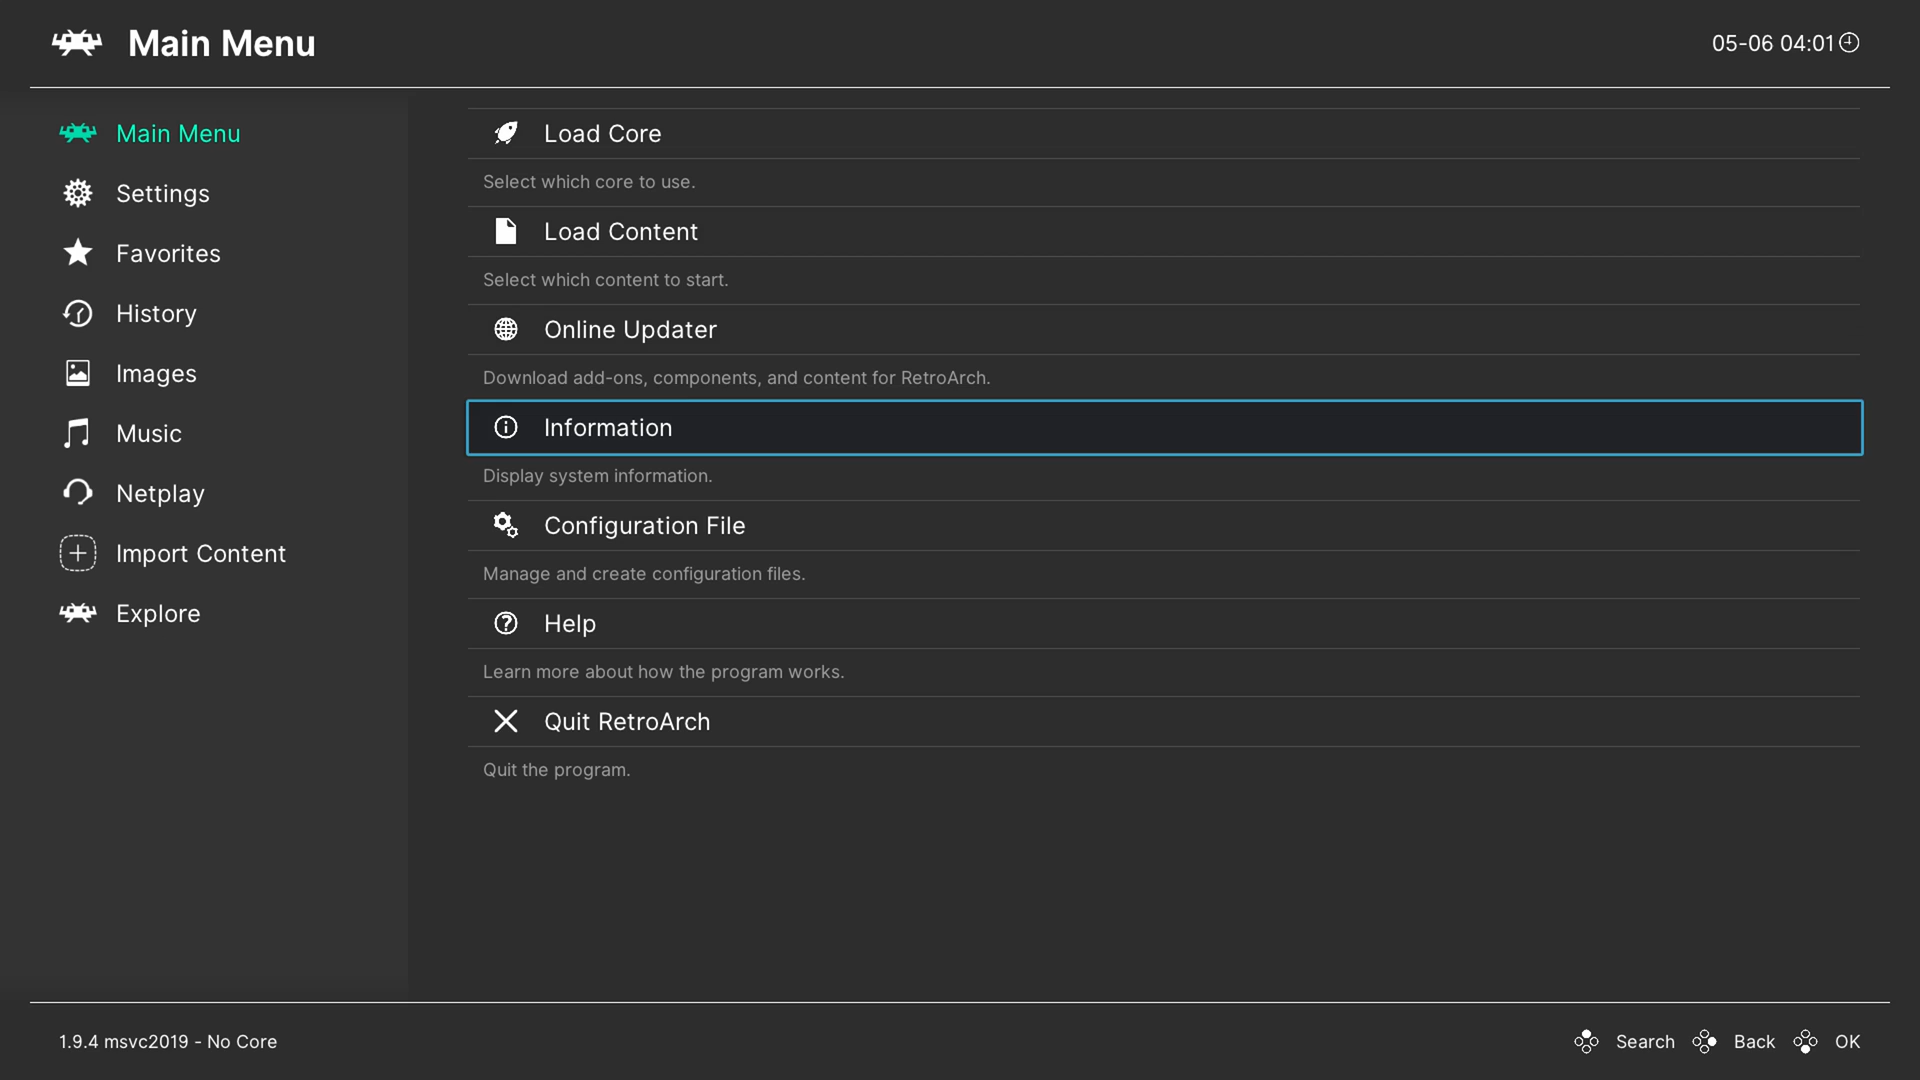 Main Menu
05-06 04:01
Main Menu
Settings
Favorites
History
Images
Music
Netplay
Import Content
Explore
Load Core
Select which core to use.
Load Content
Select which content to start.
Online Updater
Download add-ons, components, and content for RetroArch.
Information
Display system information.
Configuration File
Manage and create configuration files.
Help
Learn more about how the program works.
Quit RetroArch
Quit the program.
1.9.4 msvc2019 - No Core
Search Back OK